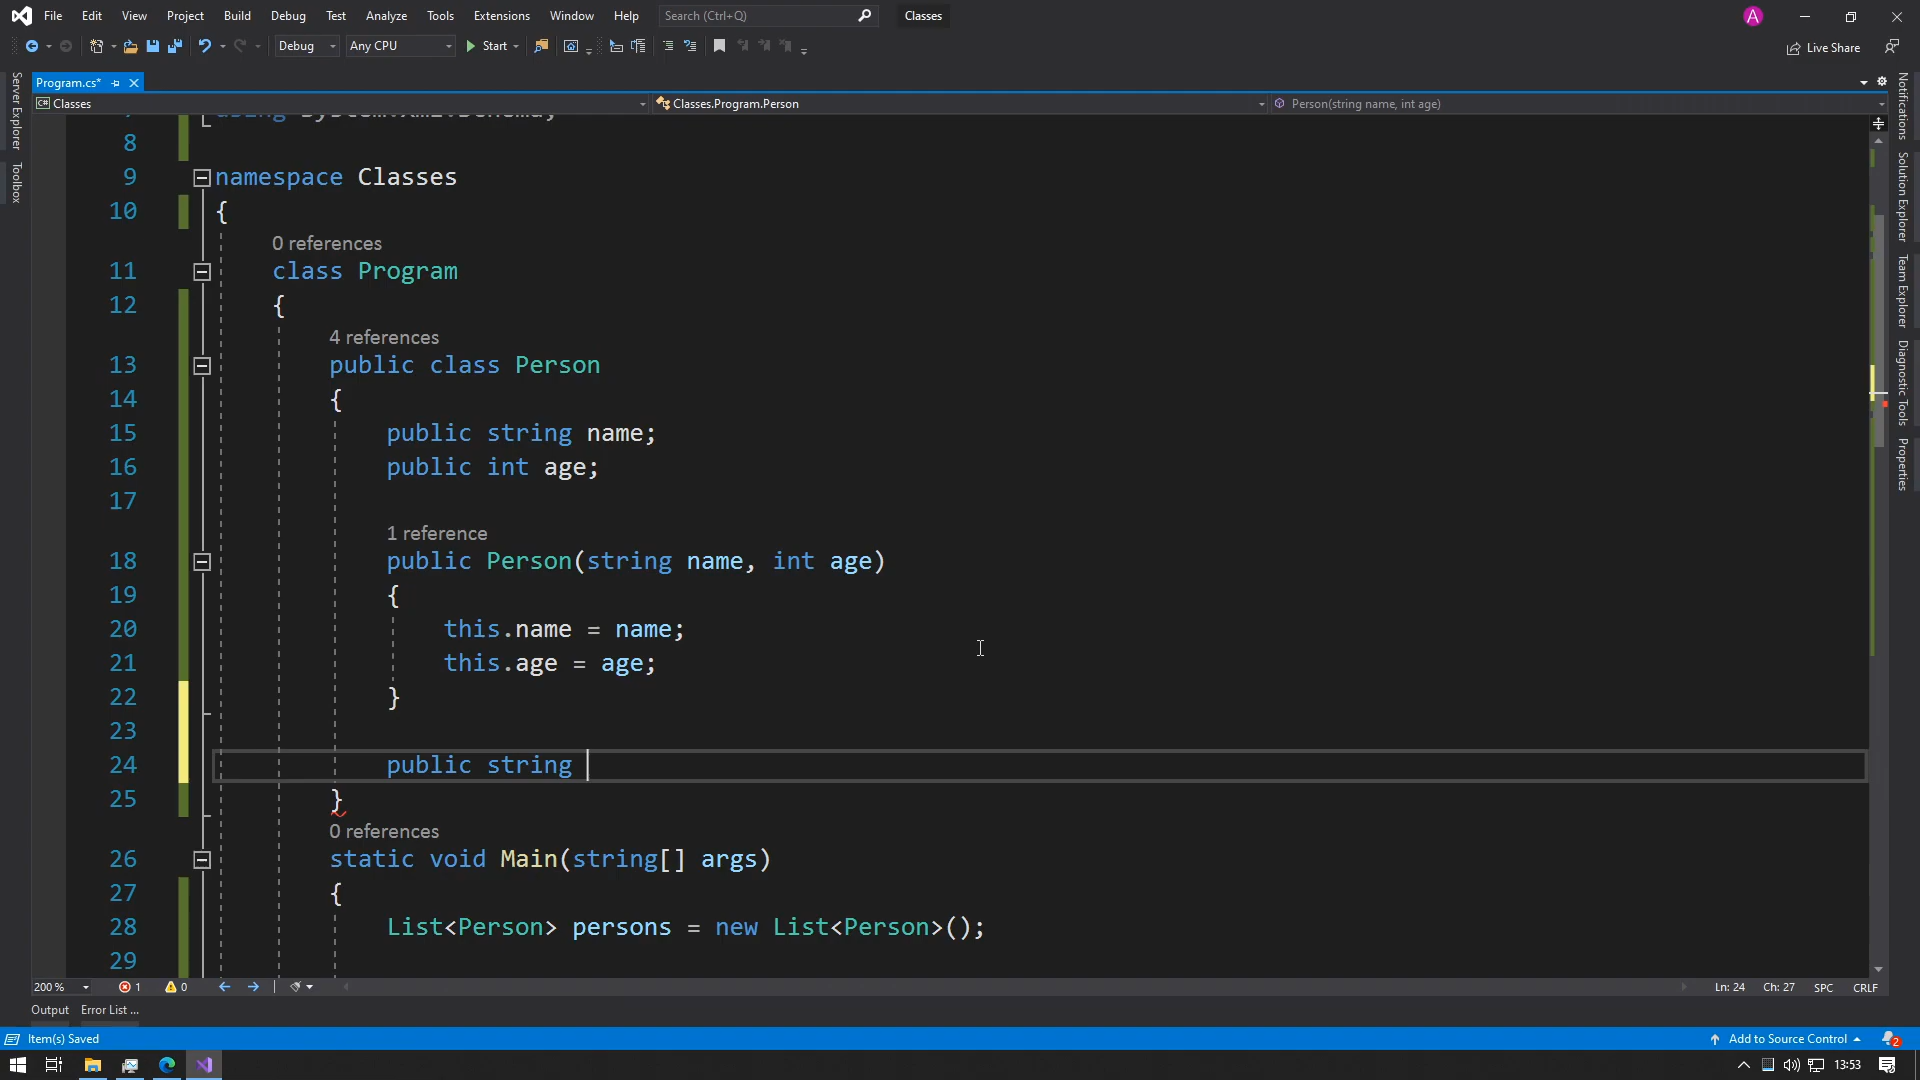 File Edit View Project Build Debug Test Analyze Tools Extensions Window Help Search (Ctrl+Q) Classes A
Debug Any CPU Start Live Share
Program.cs*
Classes Classes.Program.Person Person(string name, int age)
Server Explorer
Toolbox
Notifications
Solution Explorer
Team Explorer
Diagnostic Tools
Properties
7 using System.Xml.Schema;
8
9 namespace Classes
10 {
0 references
11 class Program
12 {
4 references
13 public class Person
14 {
15 public string name;
16 public int age;
17
1 reference
18 public Person(string name, int age)
19 {
20 this.name = name;
21 this.age = age;
22 }
23
24 public string
25 }
0 references
26 static void Main(string[] args)
27 {
28 List<Person> persons = new List<Person>();
29
200 % 1 0 Ln: 24 Ch: 27 SPC CRLF
Output Error List ...
Item(s) Saved Add to Source Control 2
13:53